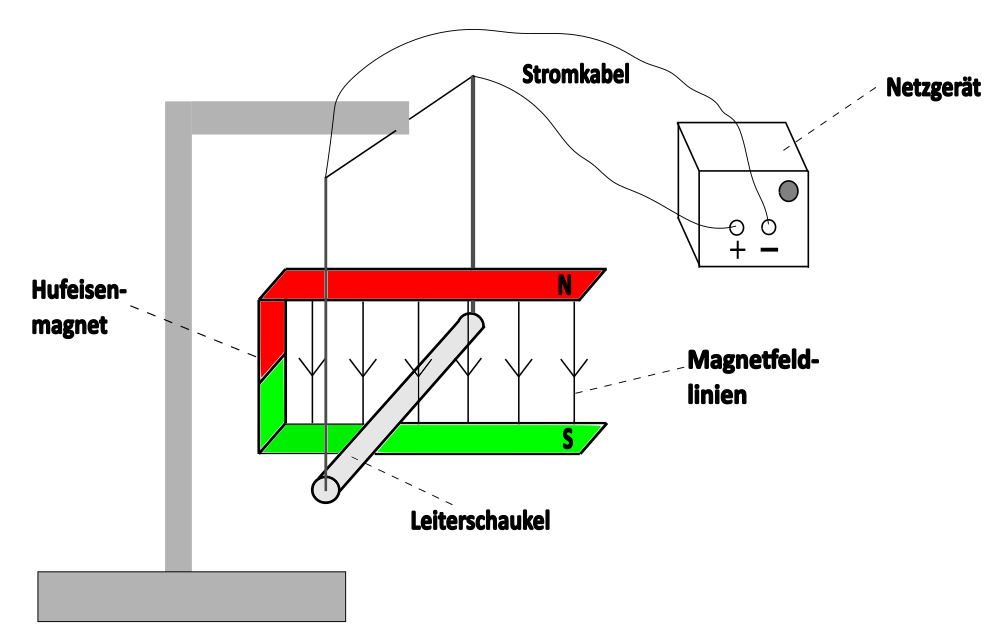 Stromkabel
Netzgerät
+ −
Hufeisen-
magnet
N
Magnetfeld-
linien
S
Leiterschaukel